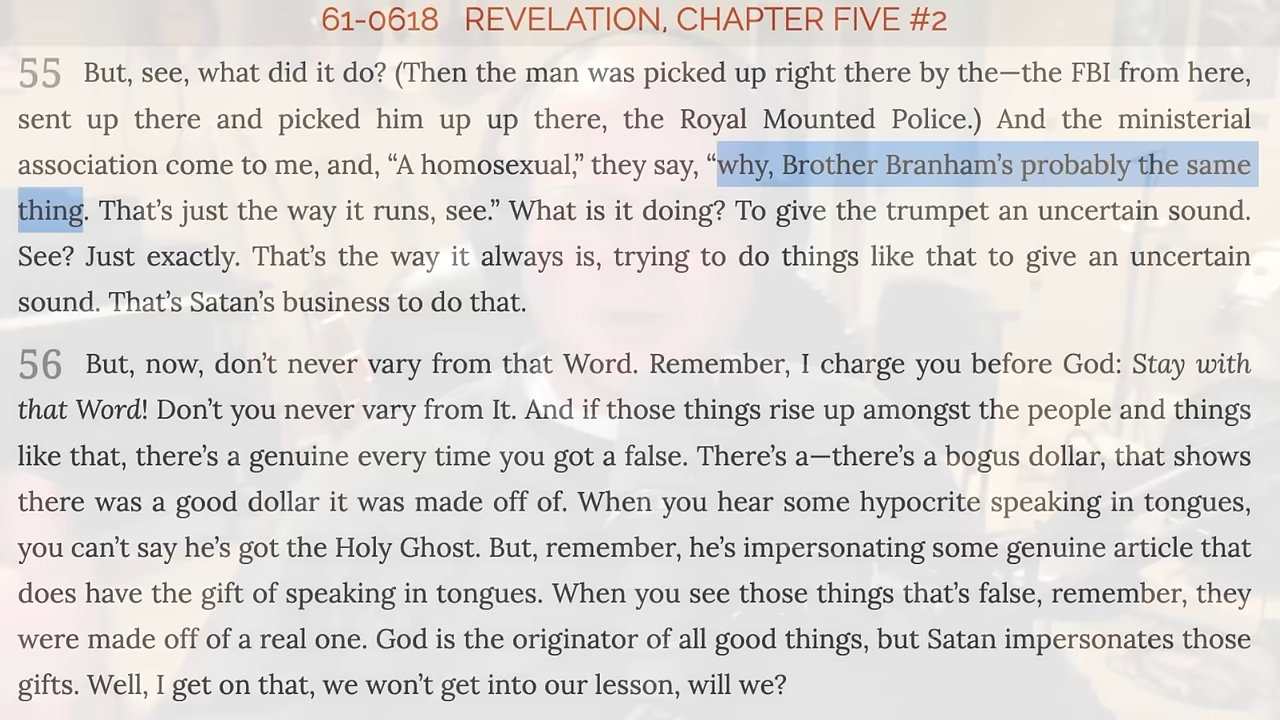 61-0618 REVELATION, CHAPTER FIVE #2
55 But, see, what did it do? (Then the man was picked up right there by the—the FBI from here,
sent up there and picked him up up there, the Royal Mounted Police.) And the ministerial
association come to me, and, “A homosexual,” they say, “why, Brother Branham’s probably the same
thing. That’s just the way it runs, see.” What is it doing? To give the trumpet an uncertain sound.
See? Just exactly. That’s the way it always is, trying to do things like that to give an uncertain
sound. That’s Satan’s business to do that.
56 But, now, don’t never vary from that Word. Remember, I charge you before God: Stay with
that Word! Don’t you never vary from It. And if those things rise up amongst the people and things
like that, there’s a genuine every time you got a false. There’s a—there’s a bogus dollar, that shows
there was a good dollar it was made off of. When you hear some hypocrite speaking in tongues,
you can’t say he’s got the Holy Ghost. But, remember, he’s impersonating some genuine article that
does have the gift of speaking in tongues. When you see those things that’s false, remember, they
were made off of a real one. God is the originator of all good things, but Satan impersonates those
gifts. Well, I get on that, we won’t get into our lesson, will we?